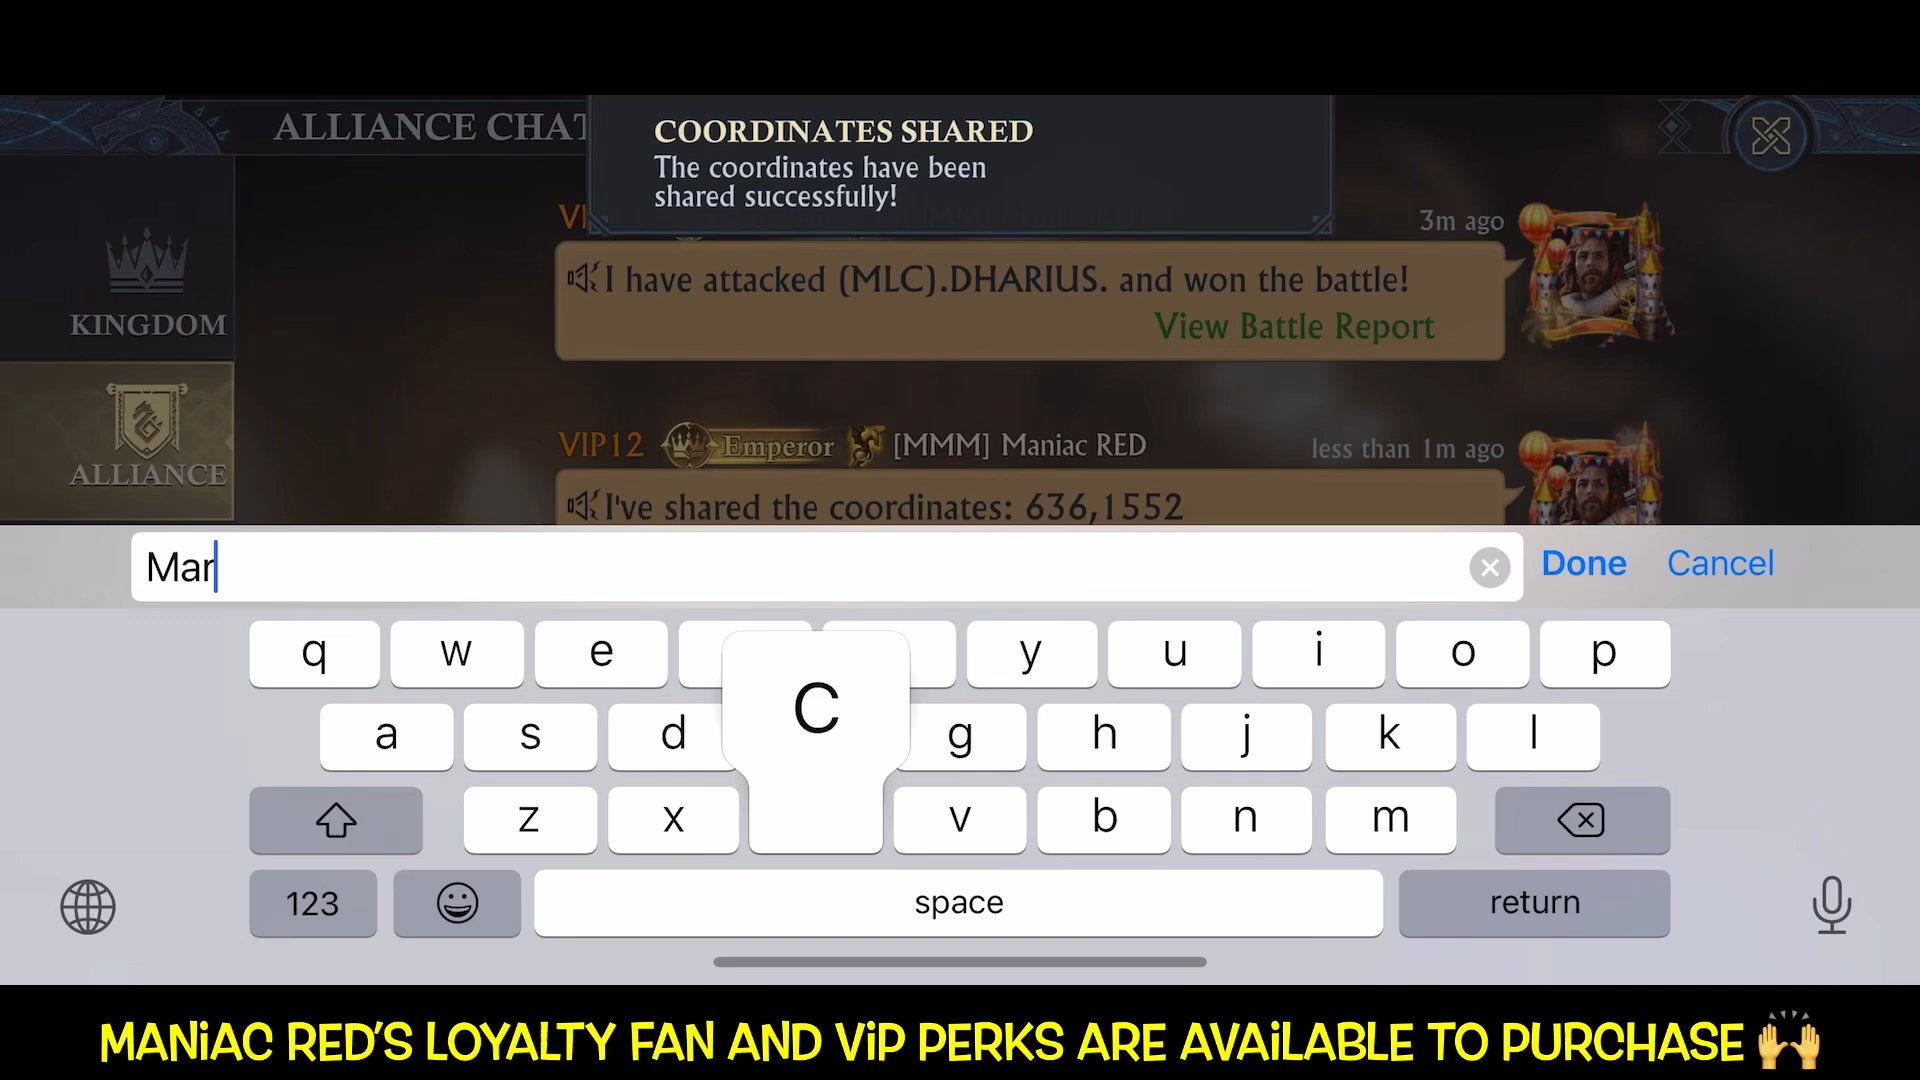 ALLIANCE CHAT
COORDINATES SHARED
The coordinates have been
shared successfully!
3m ago
I have attacked (MLC).DHARIUS. and won the battle!
View Battle Report
KINGDOM
ALLIANCE
VIP12 Emperor [MMM] Maniac RED less than 1m ago
I've shared the coordinates: 636,1552
Mar
Done Cancel
q w e y u i o p
C
a s d g h j k l
z x v b n m
123 space return
MANiAC RED'S LOYALTY FAN AND ViP PERKS ARE AVAiLABLE TO PURCHASE 🙌